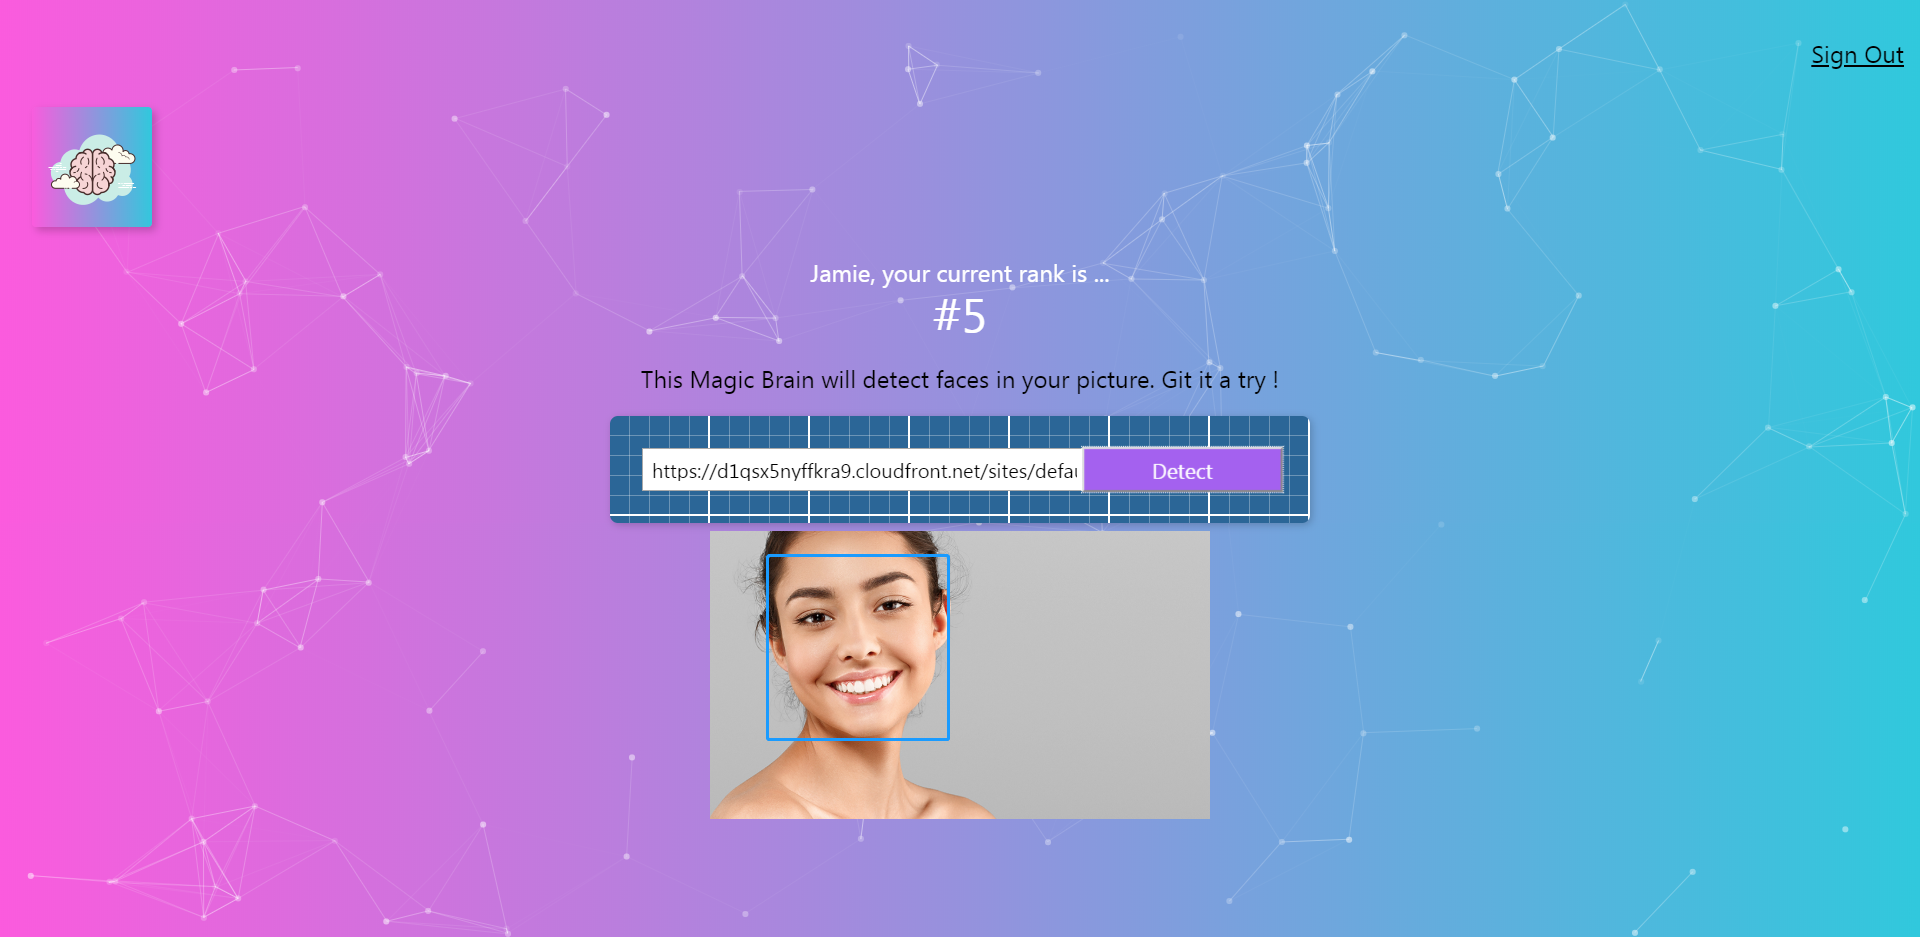 Sign Out
Jamie, your current rank is ...
#5
This Magic Brain will detect faces in your picture. Git it a try !
https://d1qsx5nyffkra9.cloudfront.net/sites/defau
Detect